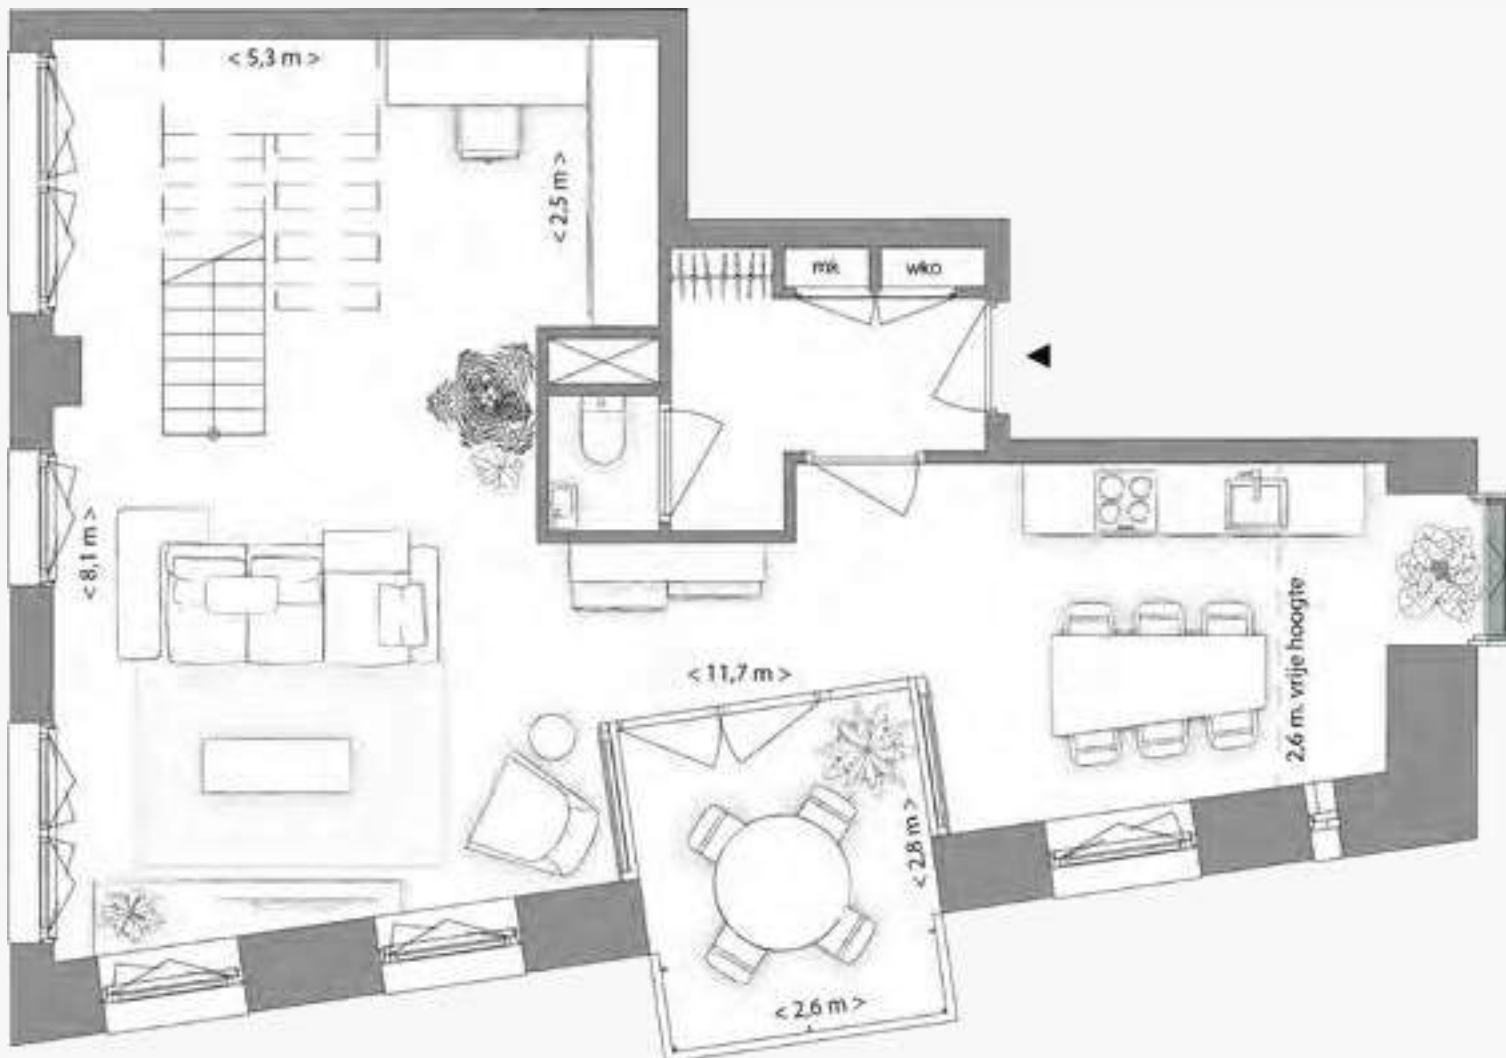 < 5,3 m >
< 2,5 m >
mk
wko
< 8,1 m >
< 11,7 m >
2,6 m. vrije hoogte
< 2,8 m >
< 2,6 m >